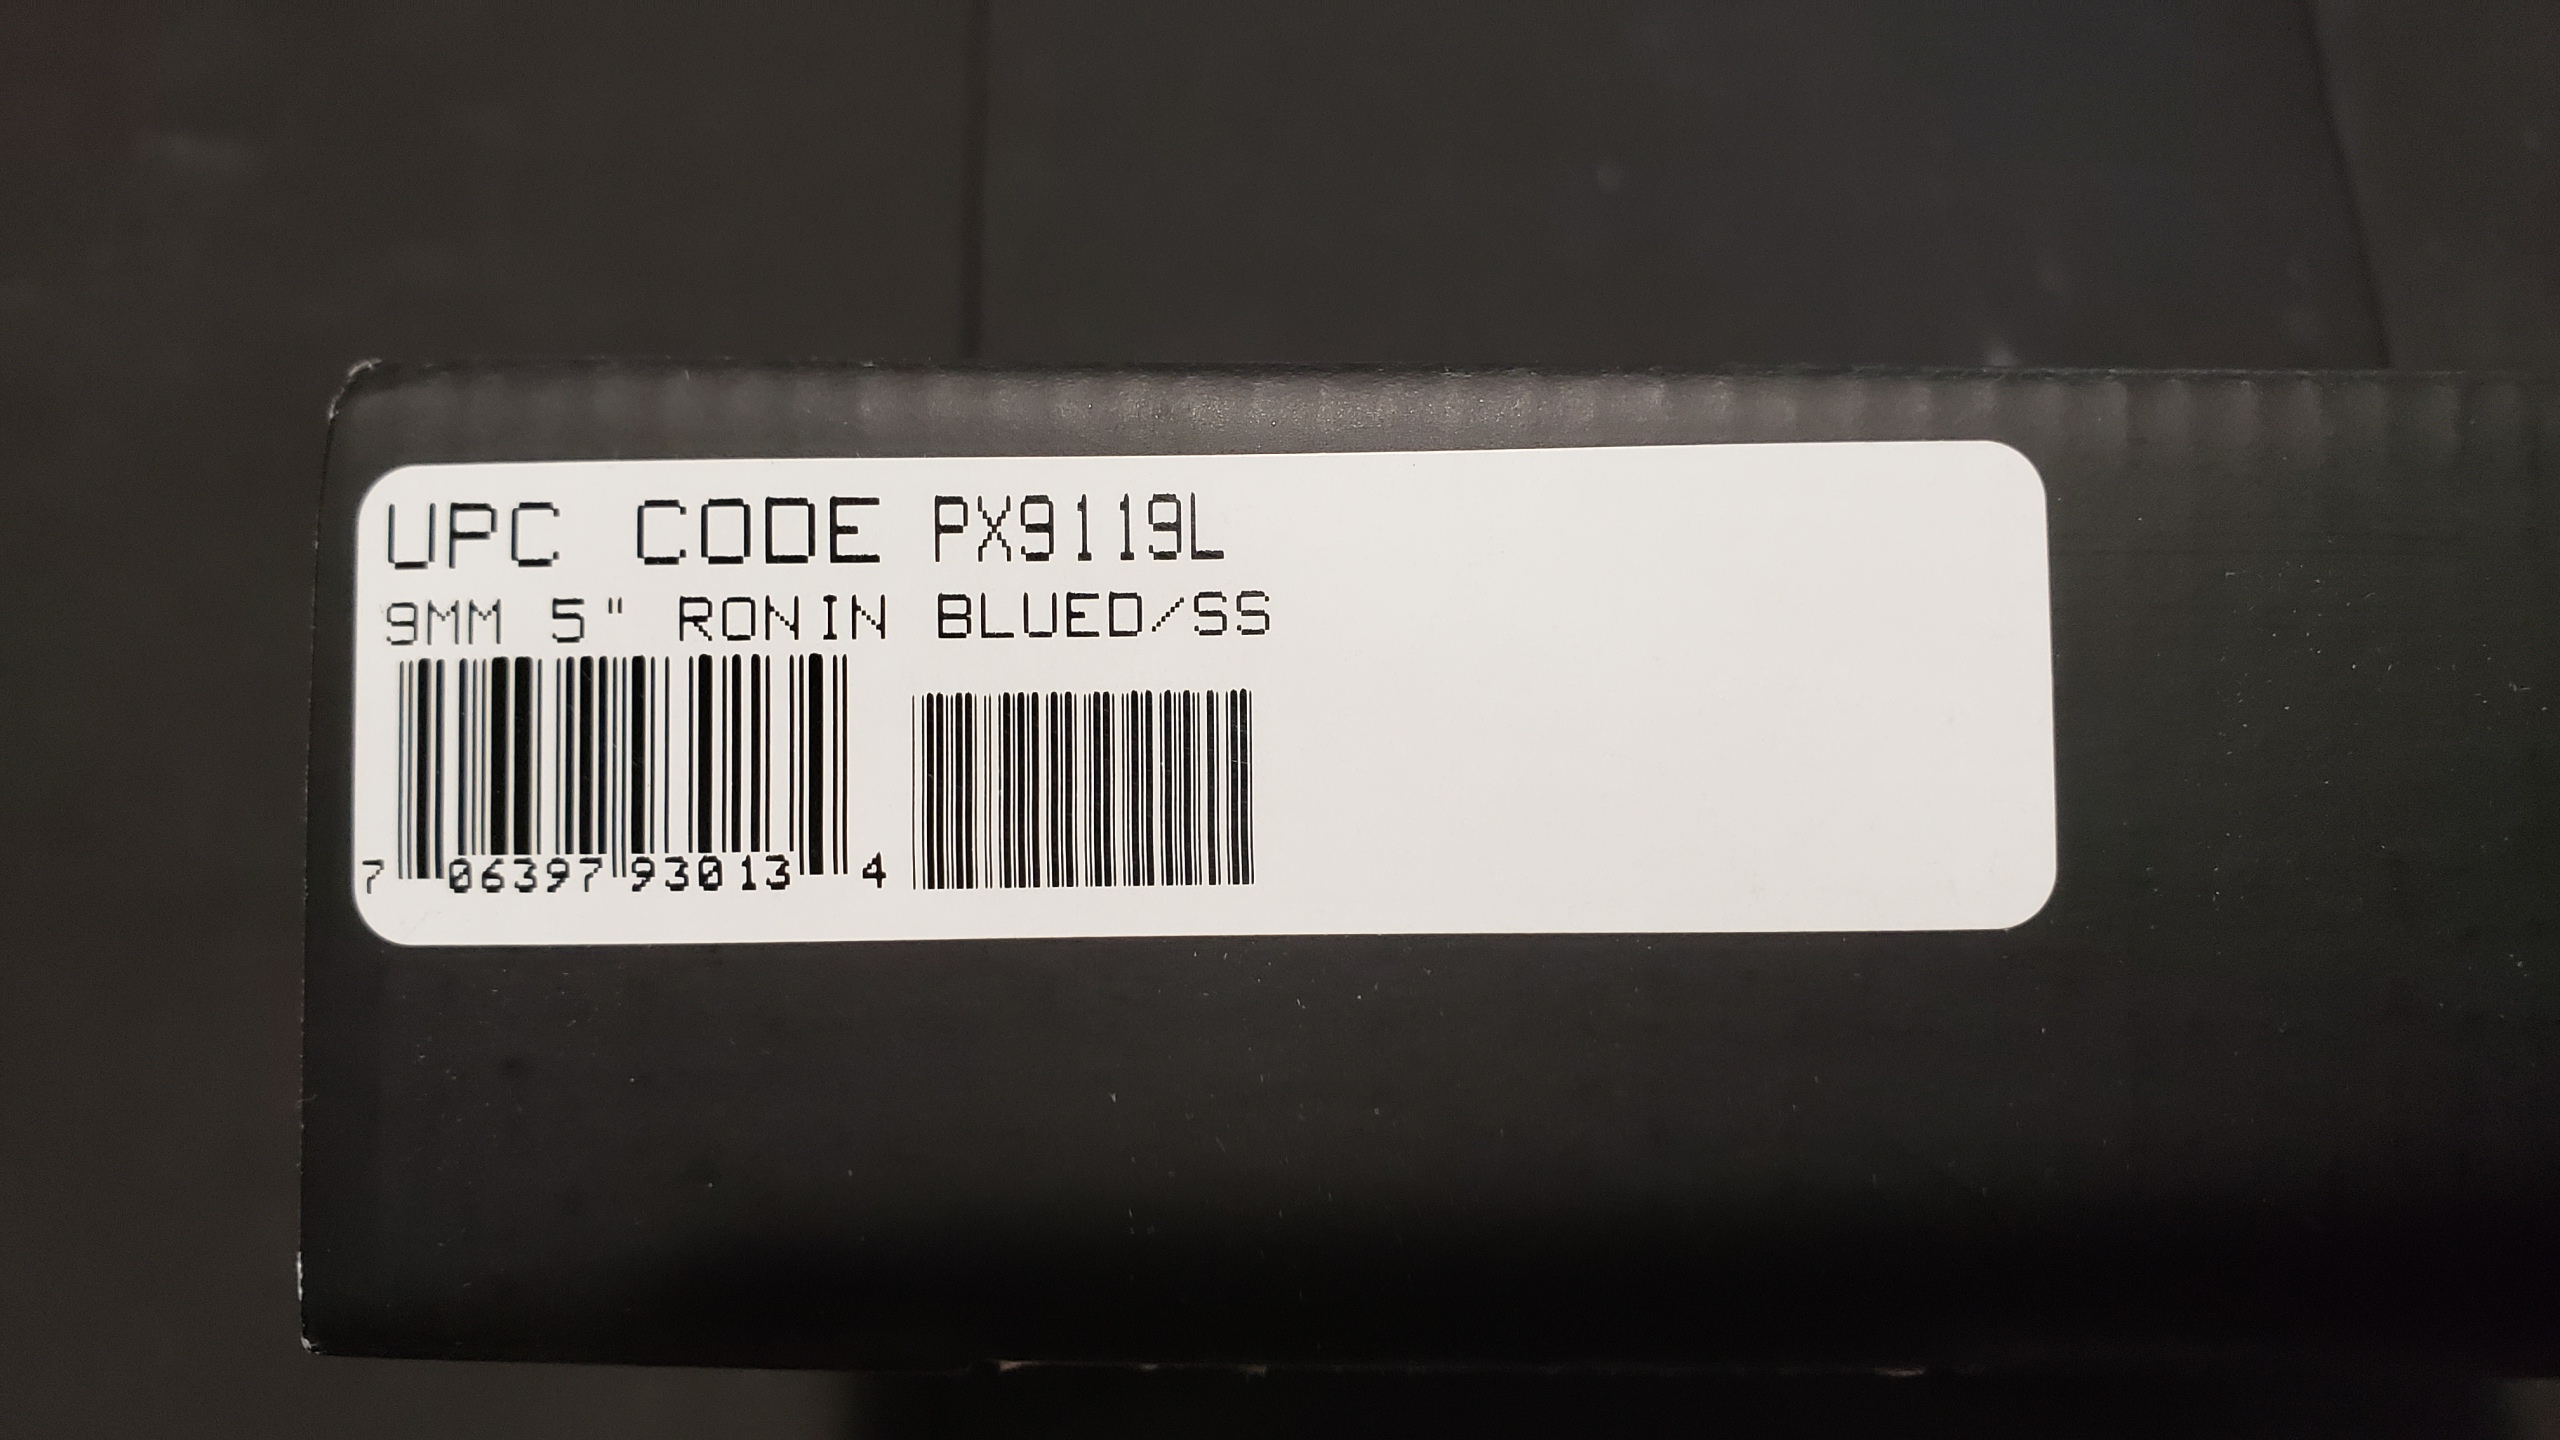 UPC CODE PX9119L
9MM 5" RONIN BLUED/SS
7 06397 93013 4